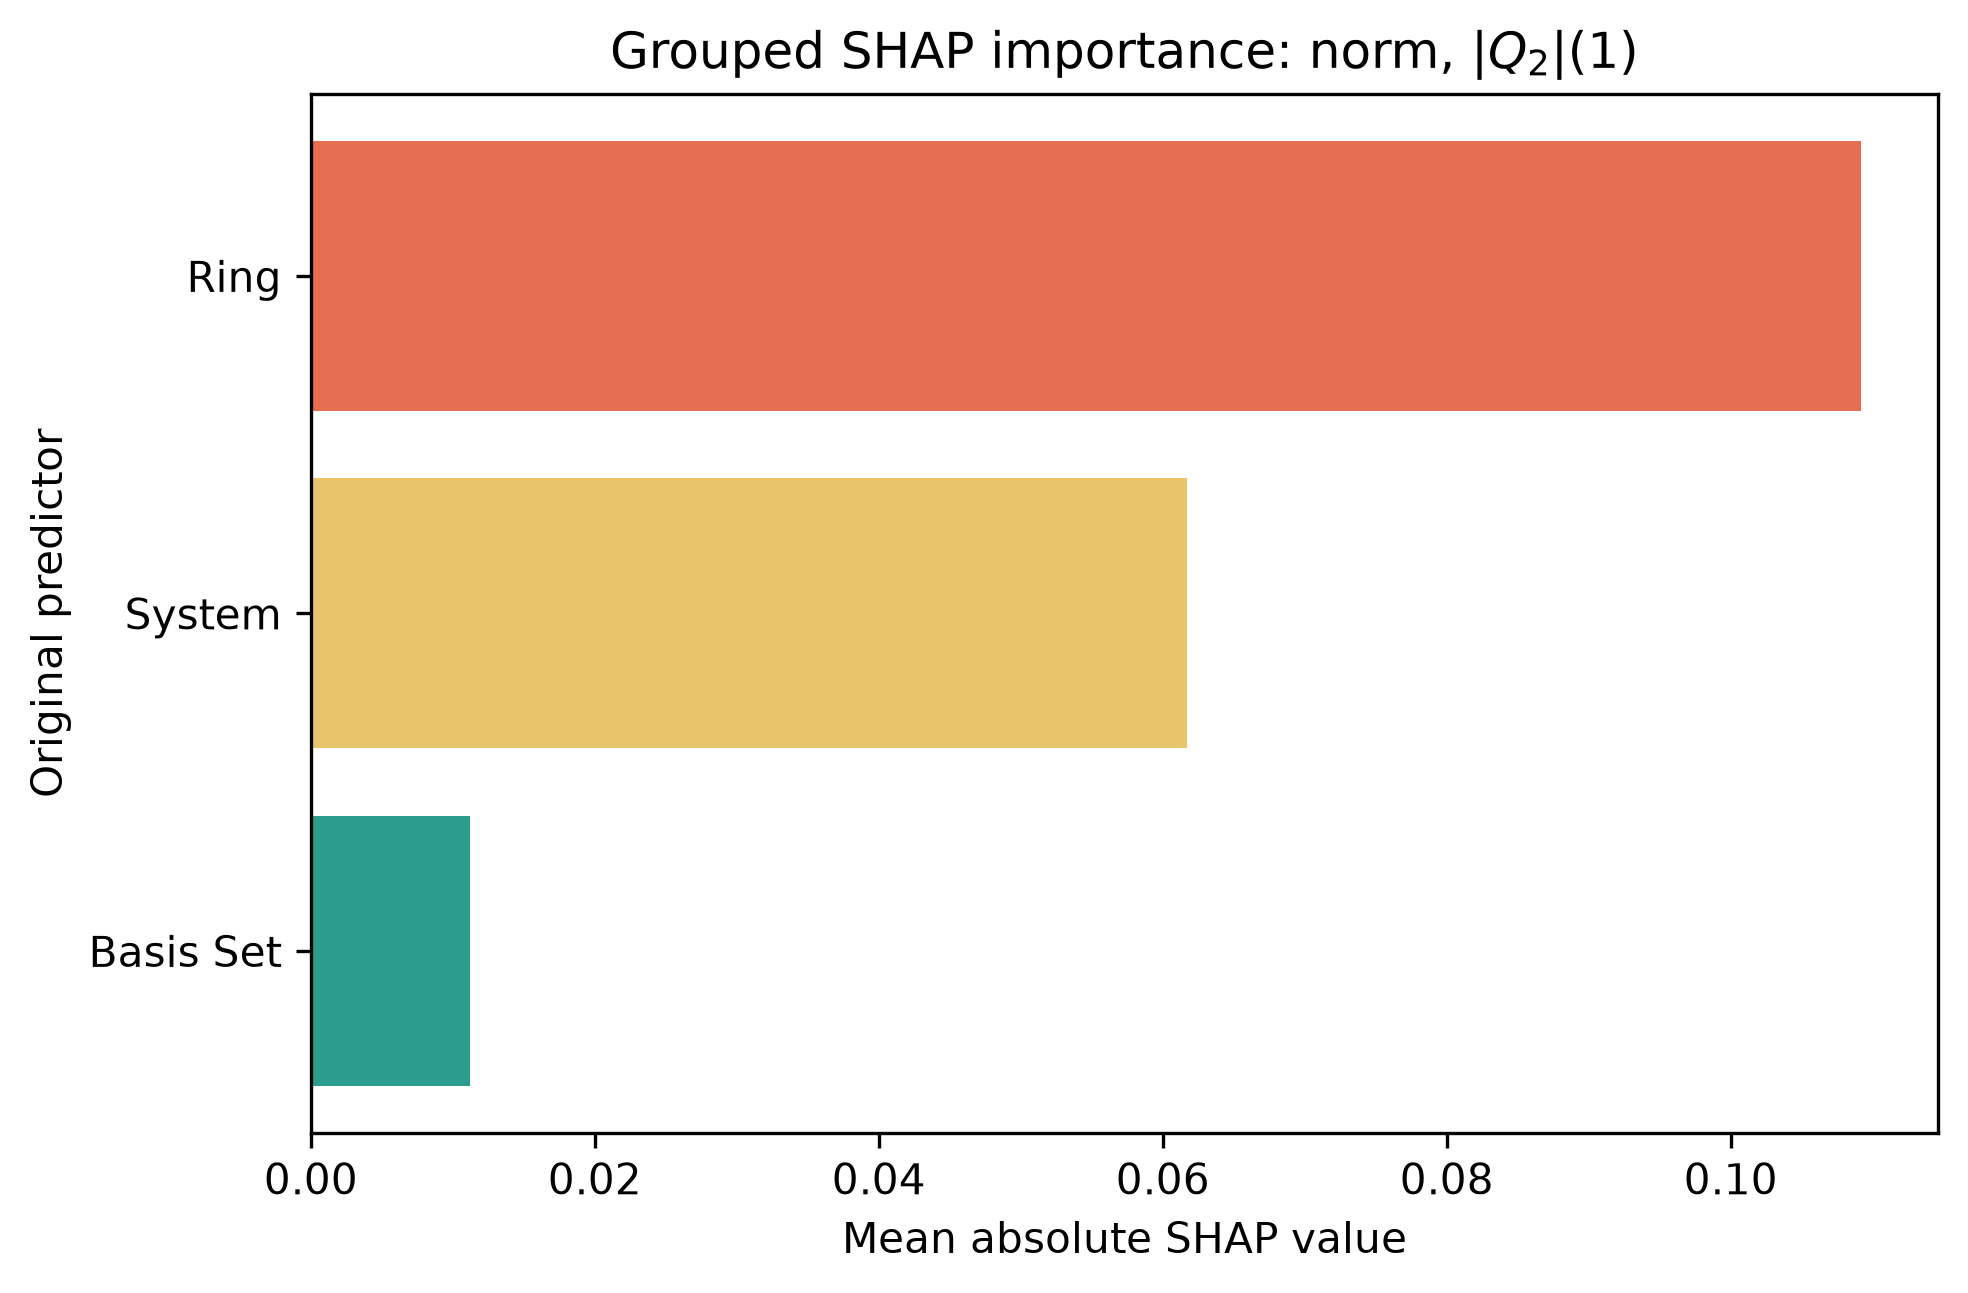 Grouped SHAP importance: norm, |Q₂|(1)
Original predictor
Ring
System
Basis Set
0.00 0.02 0.04 0.06 0.08 0.10
Mean absolute SHAP value